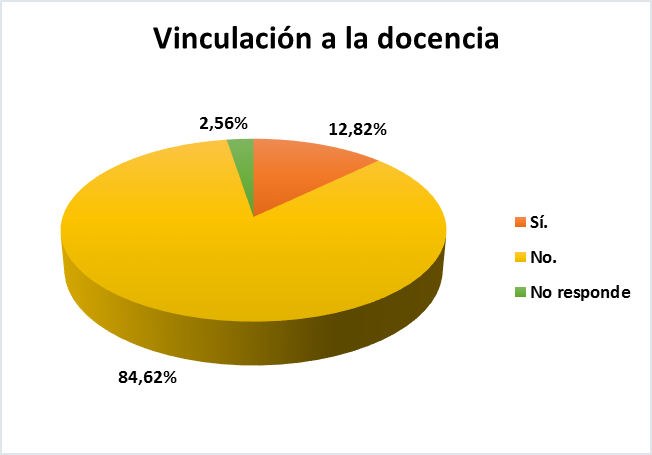 Vinculación a la docencia
2,56%
12,82%
Sí.
No.
No responde
84,62%